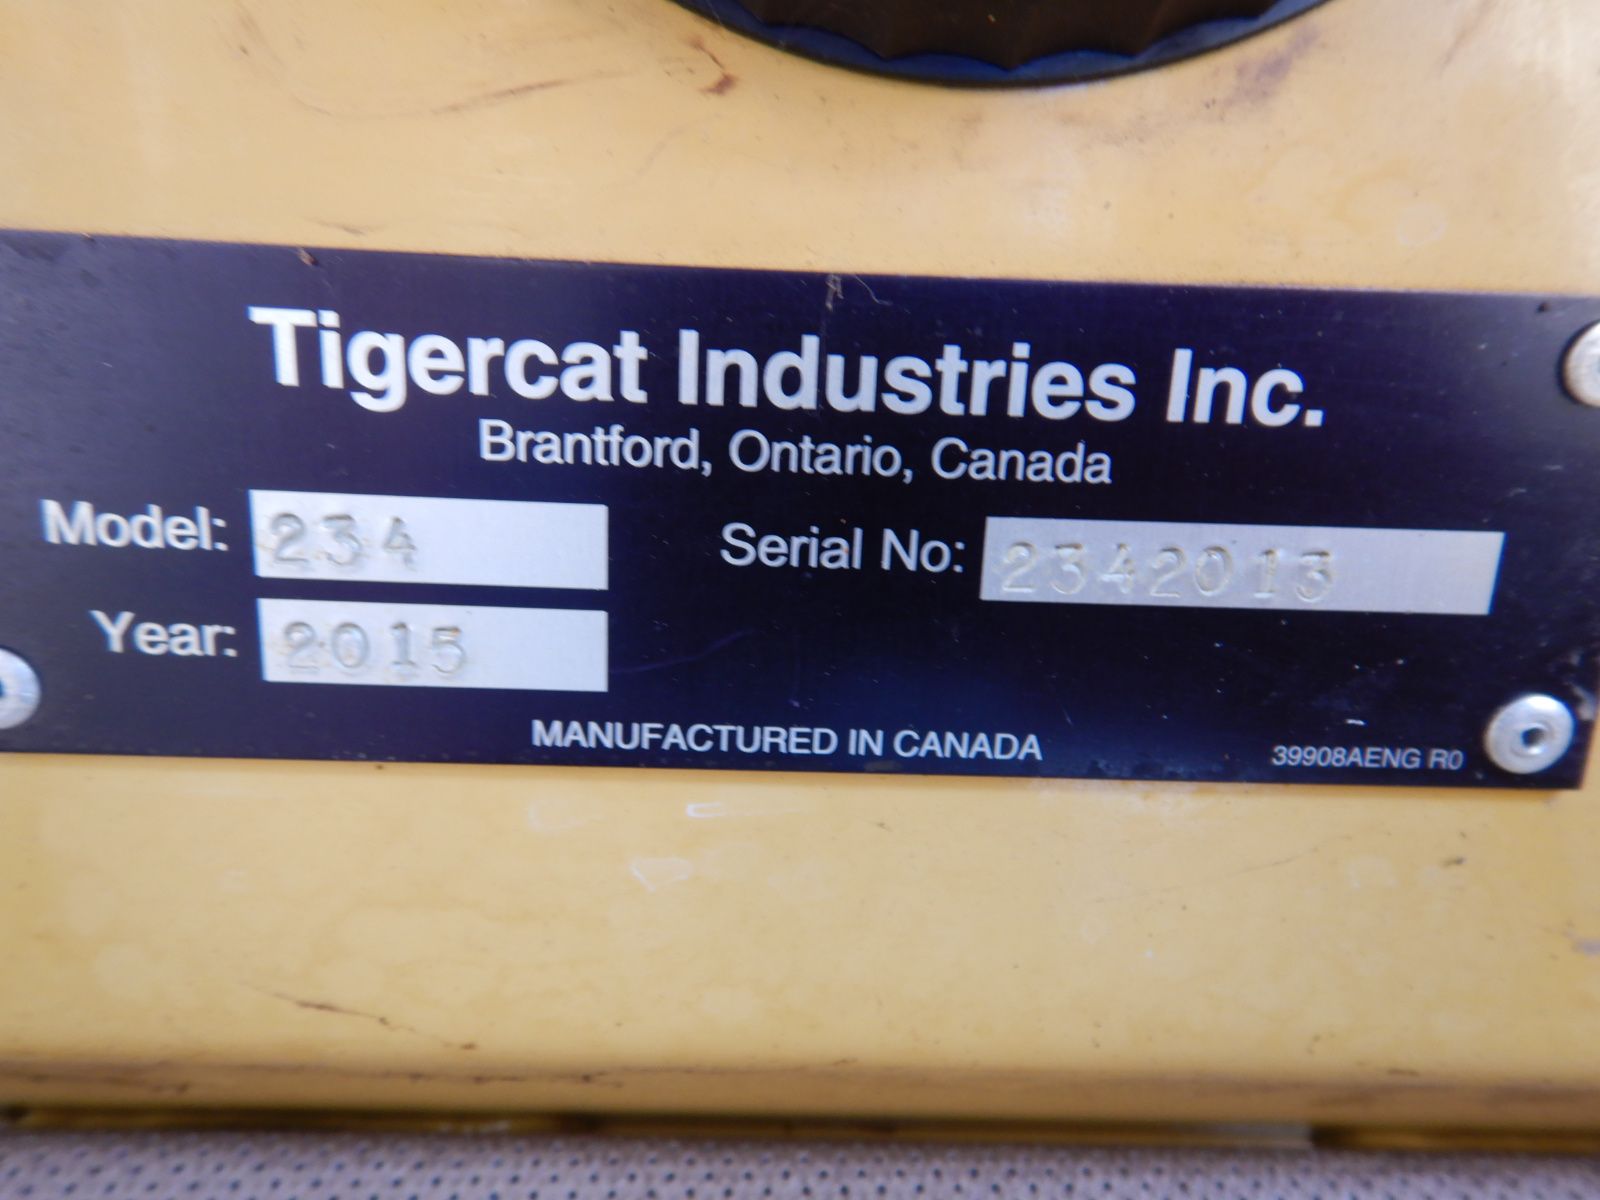 Tigercat Industries Inc.
Brantford, Ontario, Canada
Model: 234
Serial No: 2342013
Year: 2015
MANUFACTURED IN CANADA
39908AENG R0